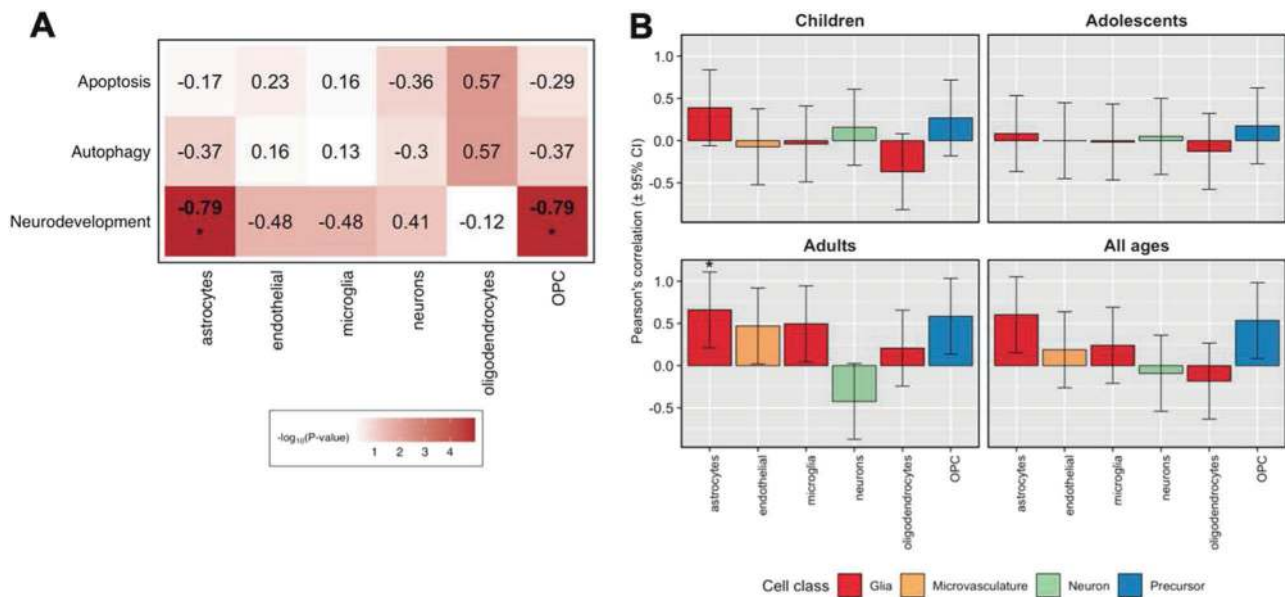 A
Apoptosis -0.17 0.23 0.16 -0.36 0.57 -0.29
Autophagy -0.37 0.16 0.13 -0.3 0.57 -0.37
Neurodevelopment -0.79 -0.48 -0.48 0.41 -0.12 -0.79
* *
astrocytes endothelial microglia neurons oligodendrocytes OPC
-log10(P-value)
1 2 3 4
B
Children Adolescents
1.0
0.5
0.0
-0.5
Adults All ages
*
1.0
0.5
0.0
-0.5
Pearson's correlation (± 95% CI)
astrocytes endothelial microglia neurons oligodendrocytes OPC astrocytes endothelial microglia neurons oligodendrocytes OPC
Cell class Glia Microvasculature Neuron Precursor